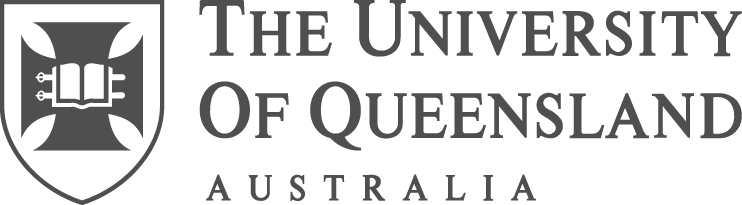 THE UNIVERSITY
OF QUEENSLAND
AUSTRALIA